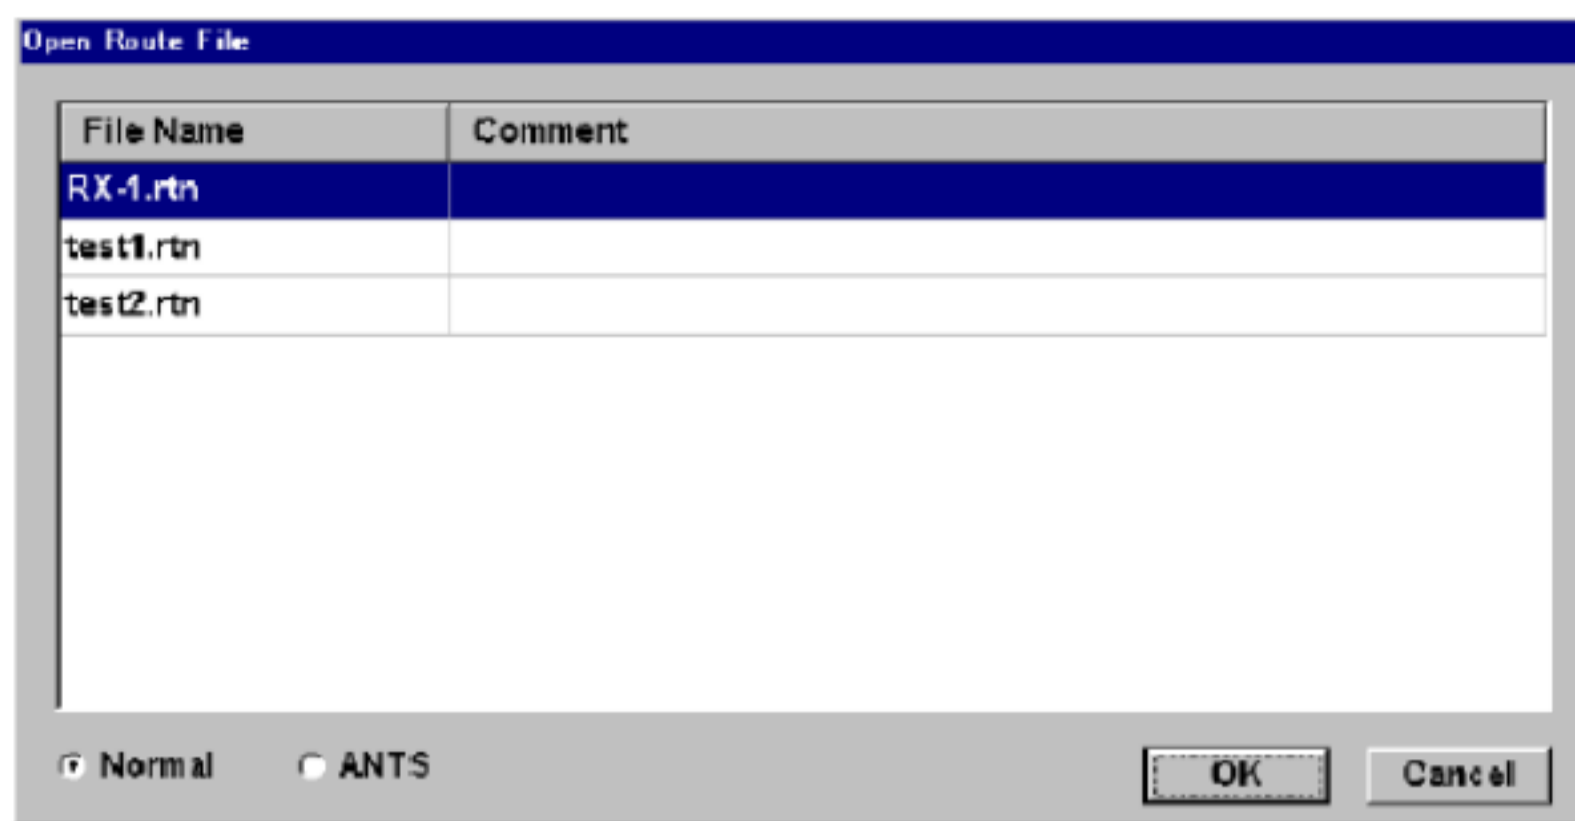 Open Route File
File Name Comment
RX-1.rtn
test1.rtn
test2.rtn
Normal ANTS OK Cancel